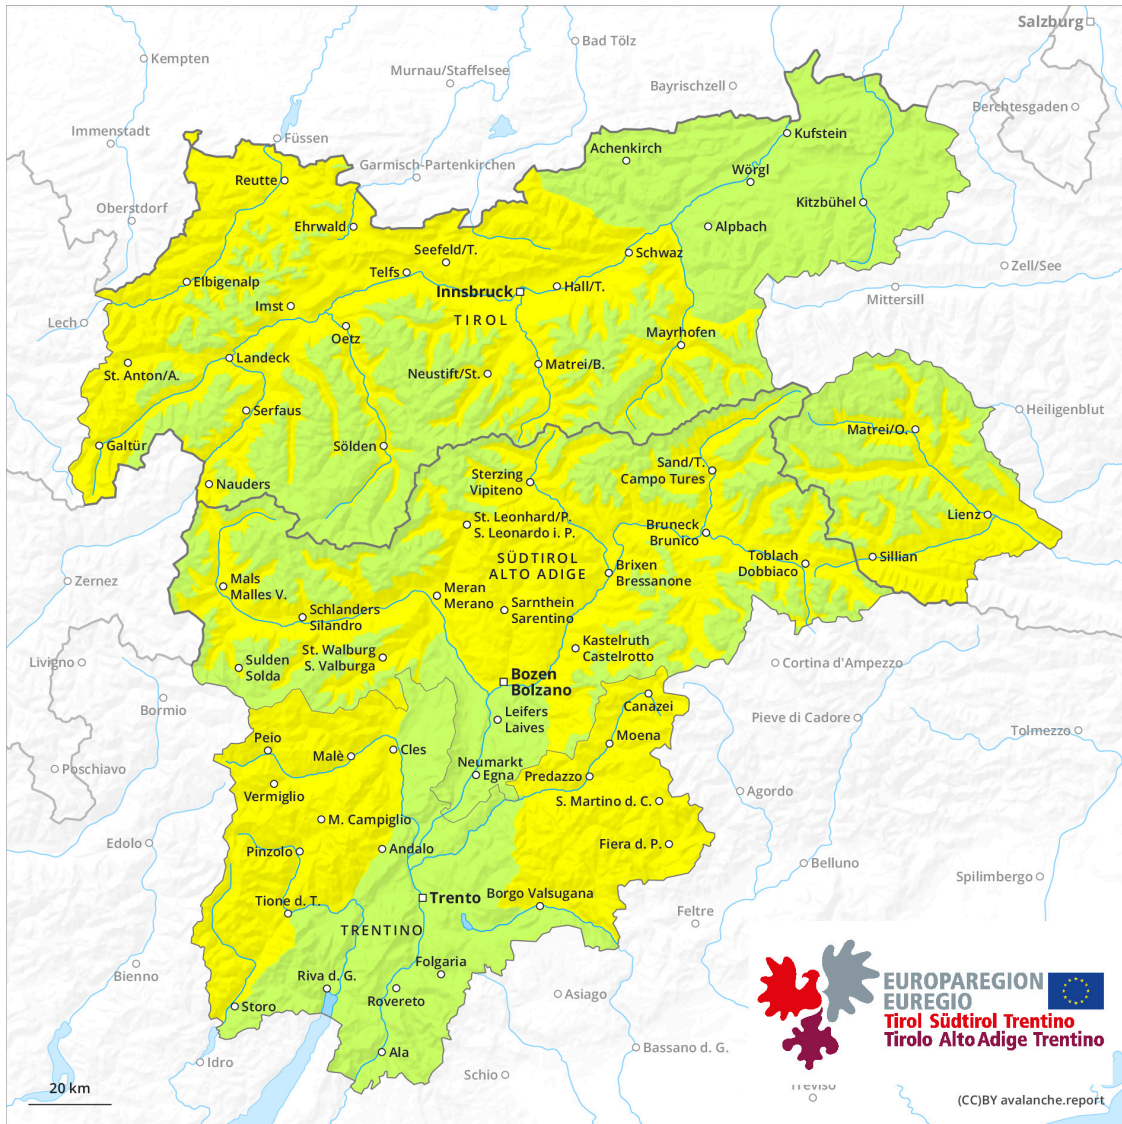 Salzburg
Bad Tölz
Kempten
Murnau/Staffelsee
Bayrischzell
Berchtesgaden
Immenstadt
Füssen
Kufstein
Achenkirch
Garmisch-Partenkirchen
Wörgl
Reutte
Kitzbühel
Oberstdorf
Ehrwald
Alpbach
Seefeld/T.
Schwaz
Zell/See
Telfs
Elbigenalp
Hall/T.
Innsbruck
Mittersill
Imst
TIROL
Lech
Oetz
Mayrhofen
Landeck
Matrei/B.
St. Anton/A.
Neustift/St.
Serfaus
Heiligenblut
Matrei/O.
Galtür
Sölden
Sand/T.
Campo Tures
Sterzing
Vipiteno
Nauders
Lienz
St. Leonhard/P.
S. Leonardo i. P.
Bruneck
Brunico
SÜDTIROL
ALTO ADIGE
Toblach
Dobbiaco
Sillian
Brixen
Bressanone
Zernez
Mals
Malles V.
Meran
Merano
Sarnthein
Sarentino
Schlanders
Silandro
Kastelruth
Castelrotto
St. Walburg
S. Valburga
Livigno
Sulden
Solda
Cortina d'Ampezzo
Bozen
Bolzano
Bormio
Canazei
Leifers
Laives
Pieve di Cadore
Tolmezzo
Peio
Moena
Cles
Malè
Neumarkt
Egna
Poschiavo
Predazzo
Vermiglio
Agordo
S. Martino d. C.
M. Campiglio
Edolo
Pinzolo
Andalo
Fiera d. P.
Belluno
Spilimbergo
Trento
Borgo Valsugana
Tione d. T.
Feltre
TRENTINO
Folgaria
Bienno
Riva d. G.
Rovereto
Asiago
Storo
EUROPAREGION
EUREGIO
Tirol Südtirol Trentino
Tirolo Alto Adige Trentino
Ala
Idro
Bassano d. G.
Schio
Treviso
20 km
(CC)BY avalanche.report